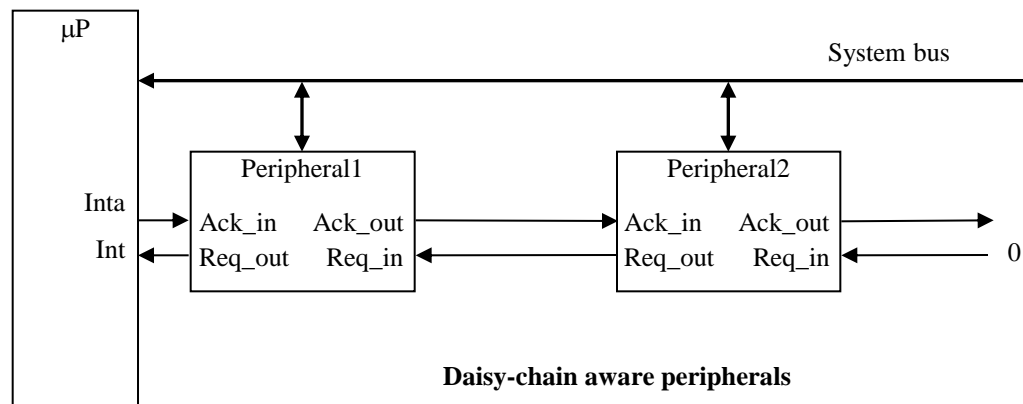 μP
System bus
Peripheral1
Peripheral2
Inta
Ack_in Ack_out
Ack_in Ack_out
Int
Req_out Req_in
Req_out Req_in
0
Daisy-chain aware peripherals